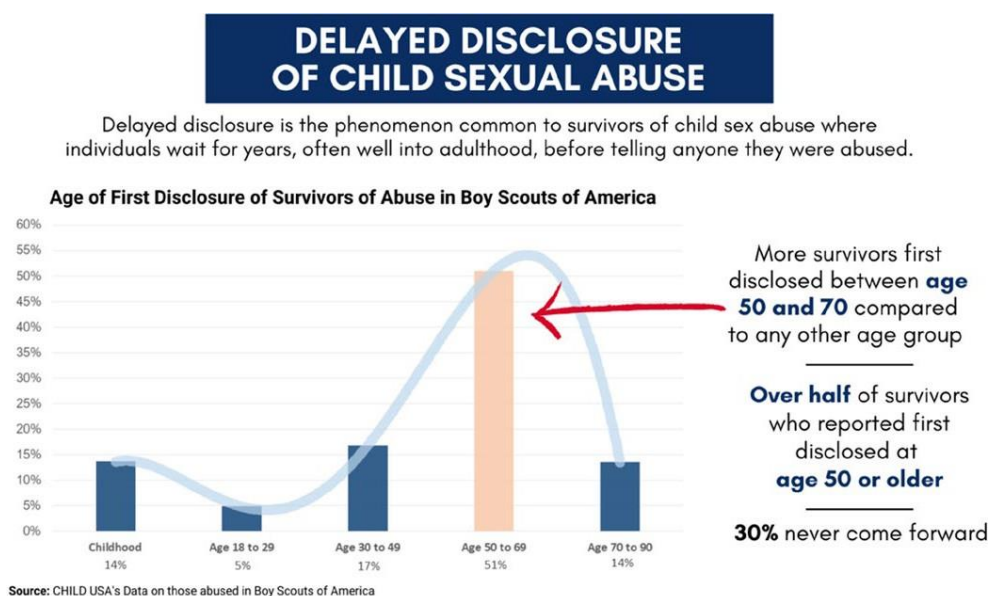 DELAYED DISCLOSURE
OF CHILD SEXUAL ABUSE
Delayed disclosure is the phenomenon common to survivors of child sex abuse where
individuals wait for years, often well into adulthood, before telling anyone they were abused.
Age of First Disclosure of Survivors of Abuse in Boy Scouts of America
60%
55%
50%
45%
40%
35%
30%
25%
20%
15%
10%
5%
0%
Childhood
14%
Age 18 to 29
5%
Age 30 to 49
17%
Age 50 to 69
51%
Age 70 to 90
14%
More survivors first
disclosed between age
50 and 70 compared
to any other age group
Over half of survivors
who reported first
disclosed at
age 50 or older
30% never come forward
Source: CHILD USA's Data on those abused in Boy Scouts of America